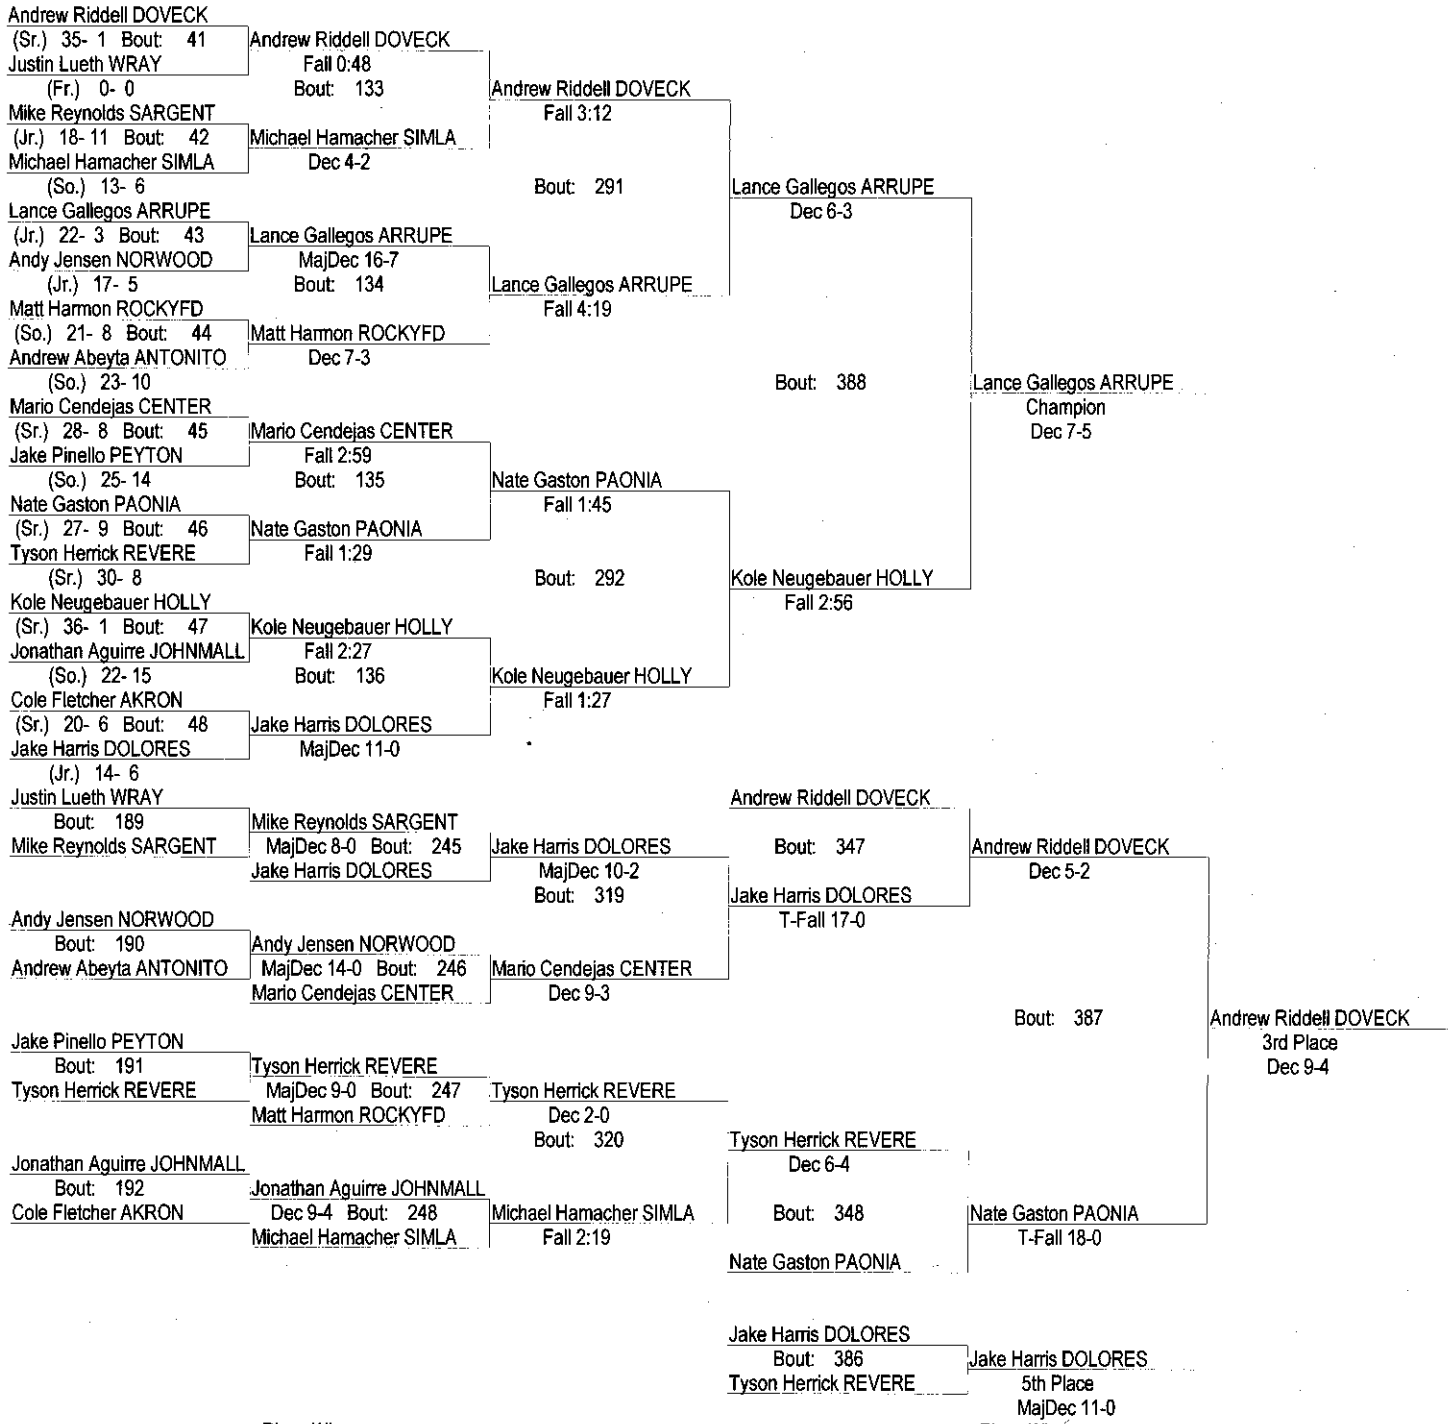 Andrew Riddell DOVECK
(Sr.) 35- 1 Bout: 41 Andrew Riddell DOVECK
Justin Lueth WRAY Fall 0:48
(Fr.) 0- 0 Bout: 133 Andrew Riddell DOVECK
Mike Reynolds SARGENT Fall 3:12
(Jr.) 18- 11 Bout: 42 Michael Hamacher SIMLA
Michael Hamacher SIMLA Dec 4-2
(So.) 13- 6 Bout: 291 Lance Gallegos ARRUPE
Lance Gallegos ARRUPE Dec 6-3
(Jr.) 22- 3 Bout: 43 Lance Gallegos ARRUPE
Andy Jensen NORWOOD MajDec 16-7
(Jr.) 17- 5 Bout: 134 Lance Gallegos ARRUPE
Matt Harmon ROCKYFD Fall 4:19
(So.) 21- 8 Bout: 44 Matt Harmon ROCKYFD
Andrew Abeyta ANTONITO Dec 7-3
(So.) 23- 10 Bout: 388 Lance Gallegos ARRUPE
Mario Cendejas CENTER Champion
(Sr.) 28- 8 Bout: 45 Mario Cendejas CENTER Dec 7-5
Jake Pinello PEYTON Fall 2:59
(So.) 25- 14 Bout: 135 Nate Gaston PAONIA
Nate Gaston PAONIA Fall 1:45
(Sr.) 27- 9 Bout: 46 Nate Gaston PAONIA
Tyson Herrick REVERE Fall 1:29
(Sr.) 30- 8 Bout: 292 Kole Neugebauer HOLLY
Kole Neugebauer HOLLY Fall 2:56
(Sr.) 36- 1 Bout: 47 Kole Neugebauer HOLLY
Jonathan Aguirre JOHNMALL Fall 2:27
(So.) 22- 15 Bout: 136 Kole Neugebauer HOLLY
Cole Fletcher AKRON Fall 1:27
(Sr.) 20- 6 Bout: 48 Jake Harris DOLORES
Jake Harris DOLORES MajDec 11-0
(Jr.) 14- 6
Justin Lueth WRAY Andrew Riddell DOVECK
Bout: 189 Mike Reynolds SARGENT
Mike Reynolds SARGENT MajDec 8-0 Bout: 245 Jake Harris DOLORES Bout: 347 Andrew Riddell DOVECK
Jake Harris DOLORES MajDec 10-2 Dec 5-2
Bout: 319 Jake Harris DOLORES
Andy Jensen NORWOOD T-Fall 17-0
Bout: 190 Andy Jensen NORWOOD
Andrew Abeyta ANTONITO MajDec 14-0 Bout: 246 Mario Cendejas CENTER
Mario Cendejas CENTER Dec 9-3
Bout: 387 Andrew Riddell DOVECK
Jake Pinello PEYTON 3rd Place
Bout: 191 Tyson Herrick REVERE Dec 9-4
Tyson Herrick REVERE MajDec 9-0 Bout: 247 Tyson Herrick REVERE
Matt Harmon ROCKYFD Dec 2-0
Bout: 320 Tyson Herrick REVERE
Jonathan Aguirre JOHNMALL Dec 6-4
Bout: 192 Jonathan Aguirre JOHNMALL
Cole Fletcher AKRON Dec 9-4 Bout: 248 Michael Hamacher SIMLA Bout: 348 Nate Gaston PAONIA
Michael Hamacher SIMLA Fall 2:19 T-Fall 18-0
Nate Gaston PAONIA
Jake Harris DOLORES
Bout: 386 Jake Harris DOLORES
Tyson Herrick REVERE 5th Place
MajDec 11-0